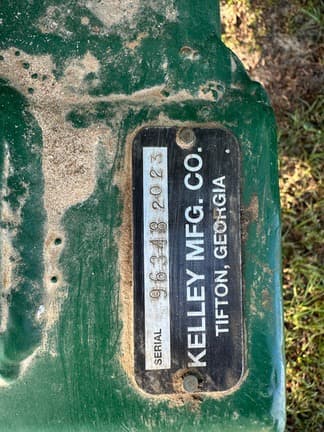 SERIAL 96348 2023
KELLEY MFG. CO.
TIFTON, GEORGIA